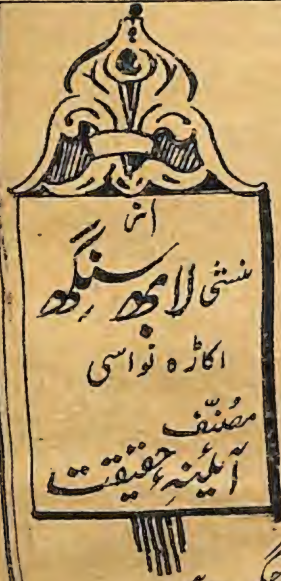 از
منشی لابھ سنگھ
اکاڑہ نواسی
مصنّف
آئینۂ حقیقت